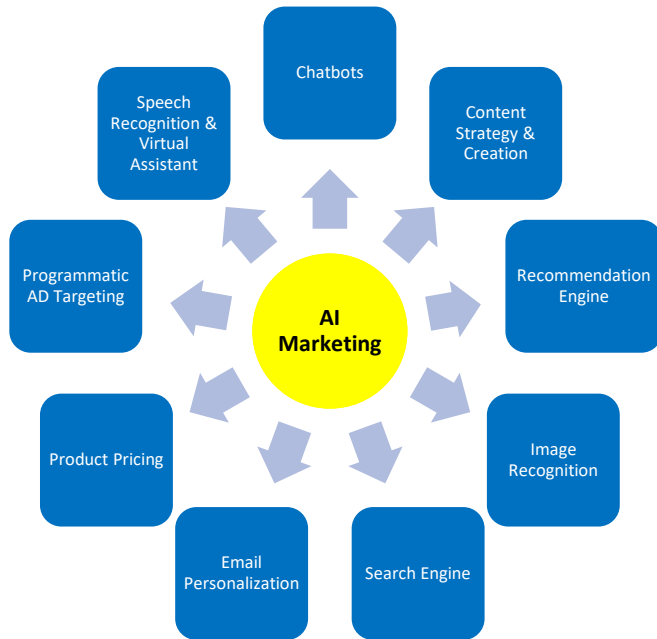 Chatbots
Content
Strategy &
Creation
Recommendation
Engine
Image
Recognition
Search Engine
Email
Personalization
Product Pricing
Programmatic
AD Targeting
Speech
Recognition &
Virtual
Assistant
AI
Marketing